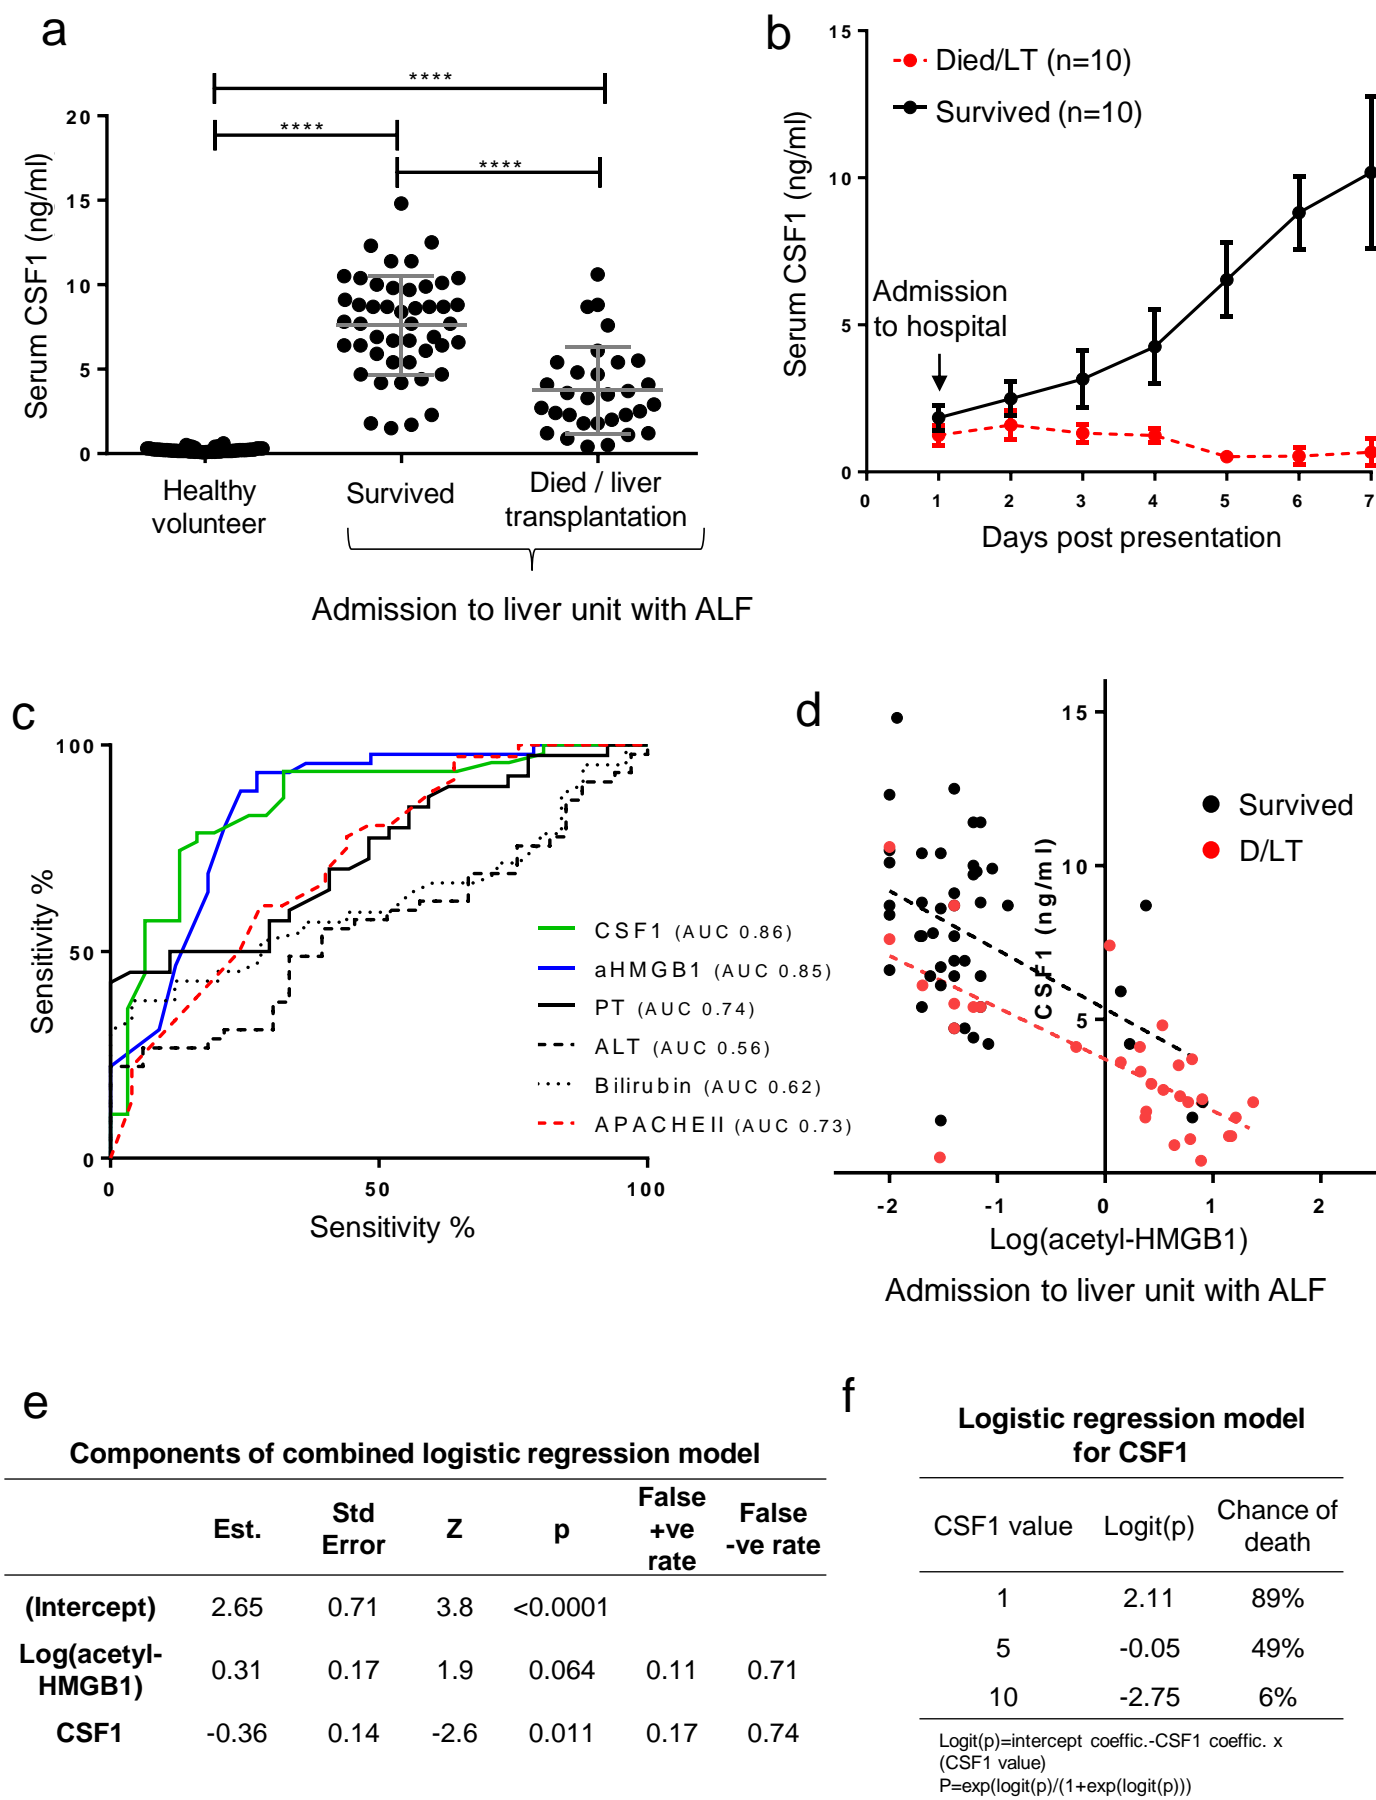 a
****
****
****
20
15
10
5
0
Serum CSF1 (ng/ml)
Healthy
volunteer
Survived
Died / liver
transplantation
Admission to liver unit with ALF
b
Died/LT (n=10)
Survived (n=10)
15
10
5
0
Serum CSF1 (ng/ml)
Admission
to hospital
0 1 2 3 4 5 6 7
Days post presentation
c
100
50
0
Sensitivity %
CSF1 (AUC 0.86)
aHMGB1 (AUC 0.85)
PT (AUC 0.74)
ALT (AUC 0.56)
Bilirubin (AUC 0.62)
APACHEII (AUC 0.73)
0 50 100
Sensitivity %
d
15
10
5
CSF1 (ng/ml)
Survived
D/LT
-2 -1 0 1 2
Log(acetyl-HMGB1)
Admission to liver unit with ALF
e
Components of combined logistic regression model
Est. Std Error Z p False +ve rate False -ve rate
(Intercept) 2.65 0.71 3.8 <0.0001
Log(acetyl-HMGB1) 0.31 0.17 1.9 0.064 0.11 0.71
CSF1 -0.36 0.14 -2.6 0.011 0.17 0.74
f
Logistic regression model
for CSF1
CSF1 value Logit(p) Chance of death
1 2.11 89%
5 -0.05 49%
10 -2.75 6%
Logit(p)=intercept coeffic.-CSF1 coeffic. x
(CSF1 value)
P=exp(logit(p)/(1+exp(logit(p)))